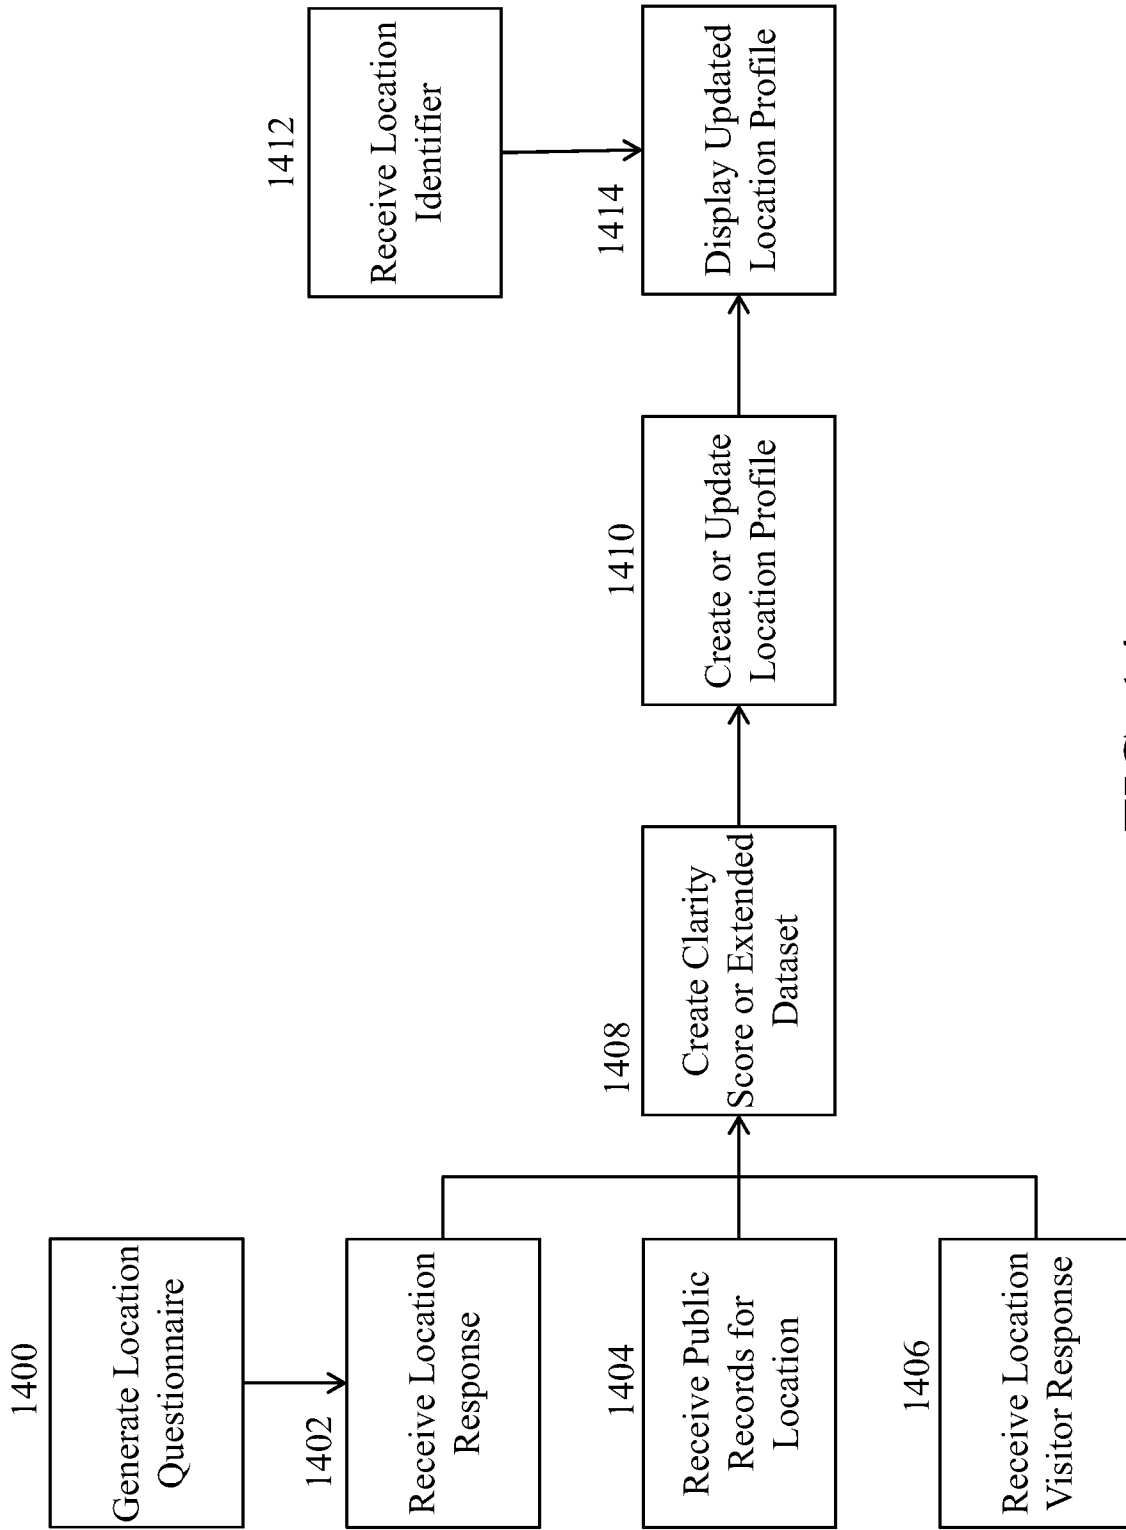 1400
Generate Location
Questionnaire
1402
Receive Location
Response
1404
Receive Public
Records for
Location
1406
Receive Location
Visitor Response
1408
Create Clarity
Score or Extended
Dataset
1410
Create or Update
Location Profile
1412
Receive Location
Identifier
1414
Display Updated
Location Profile